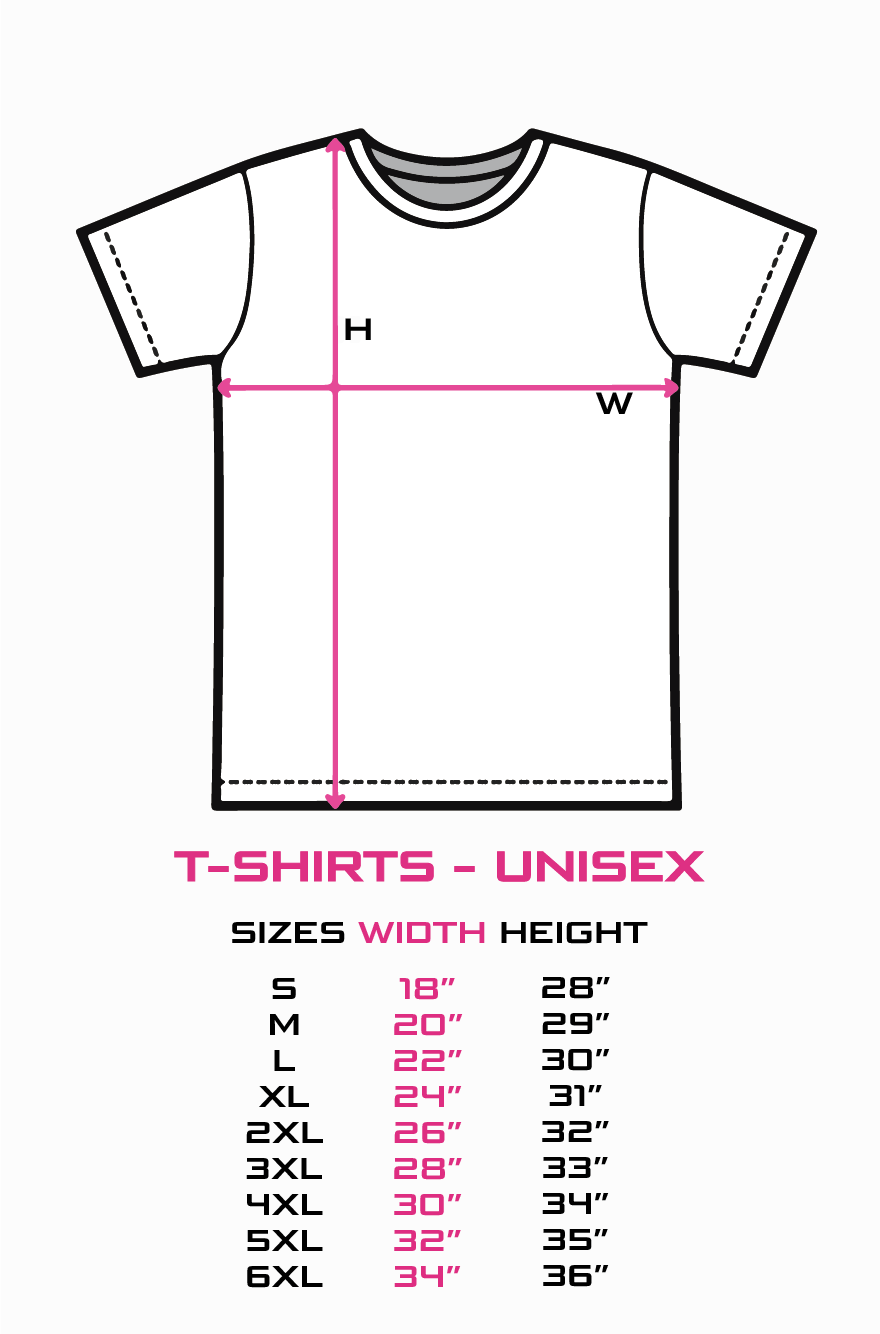 H
W
T-SHIRTS - UNISEX
SIZES WIDTH HEIGHT
S 18” 28”
M 20” 29”
L 22” 30”
XL 24” 31”
2XL 26” 32”
3XL 28” 33”
4XL 30” 34”
5XL 32” 35”
6XL 34” 36”